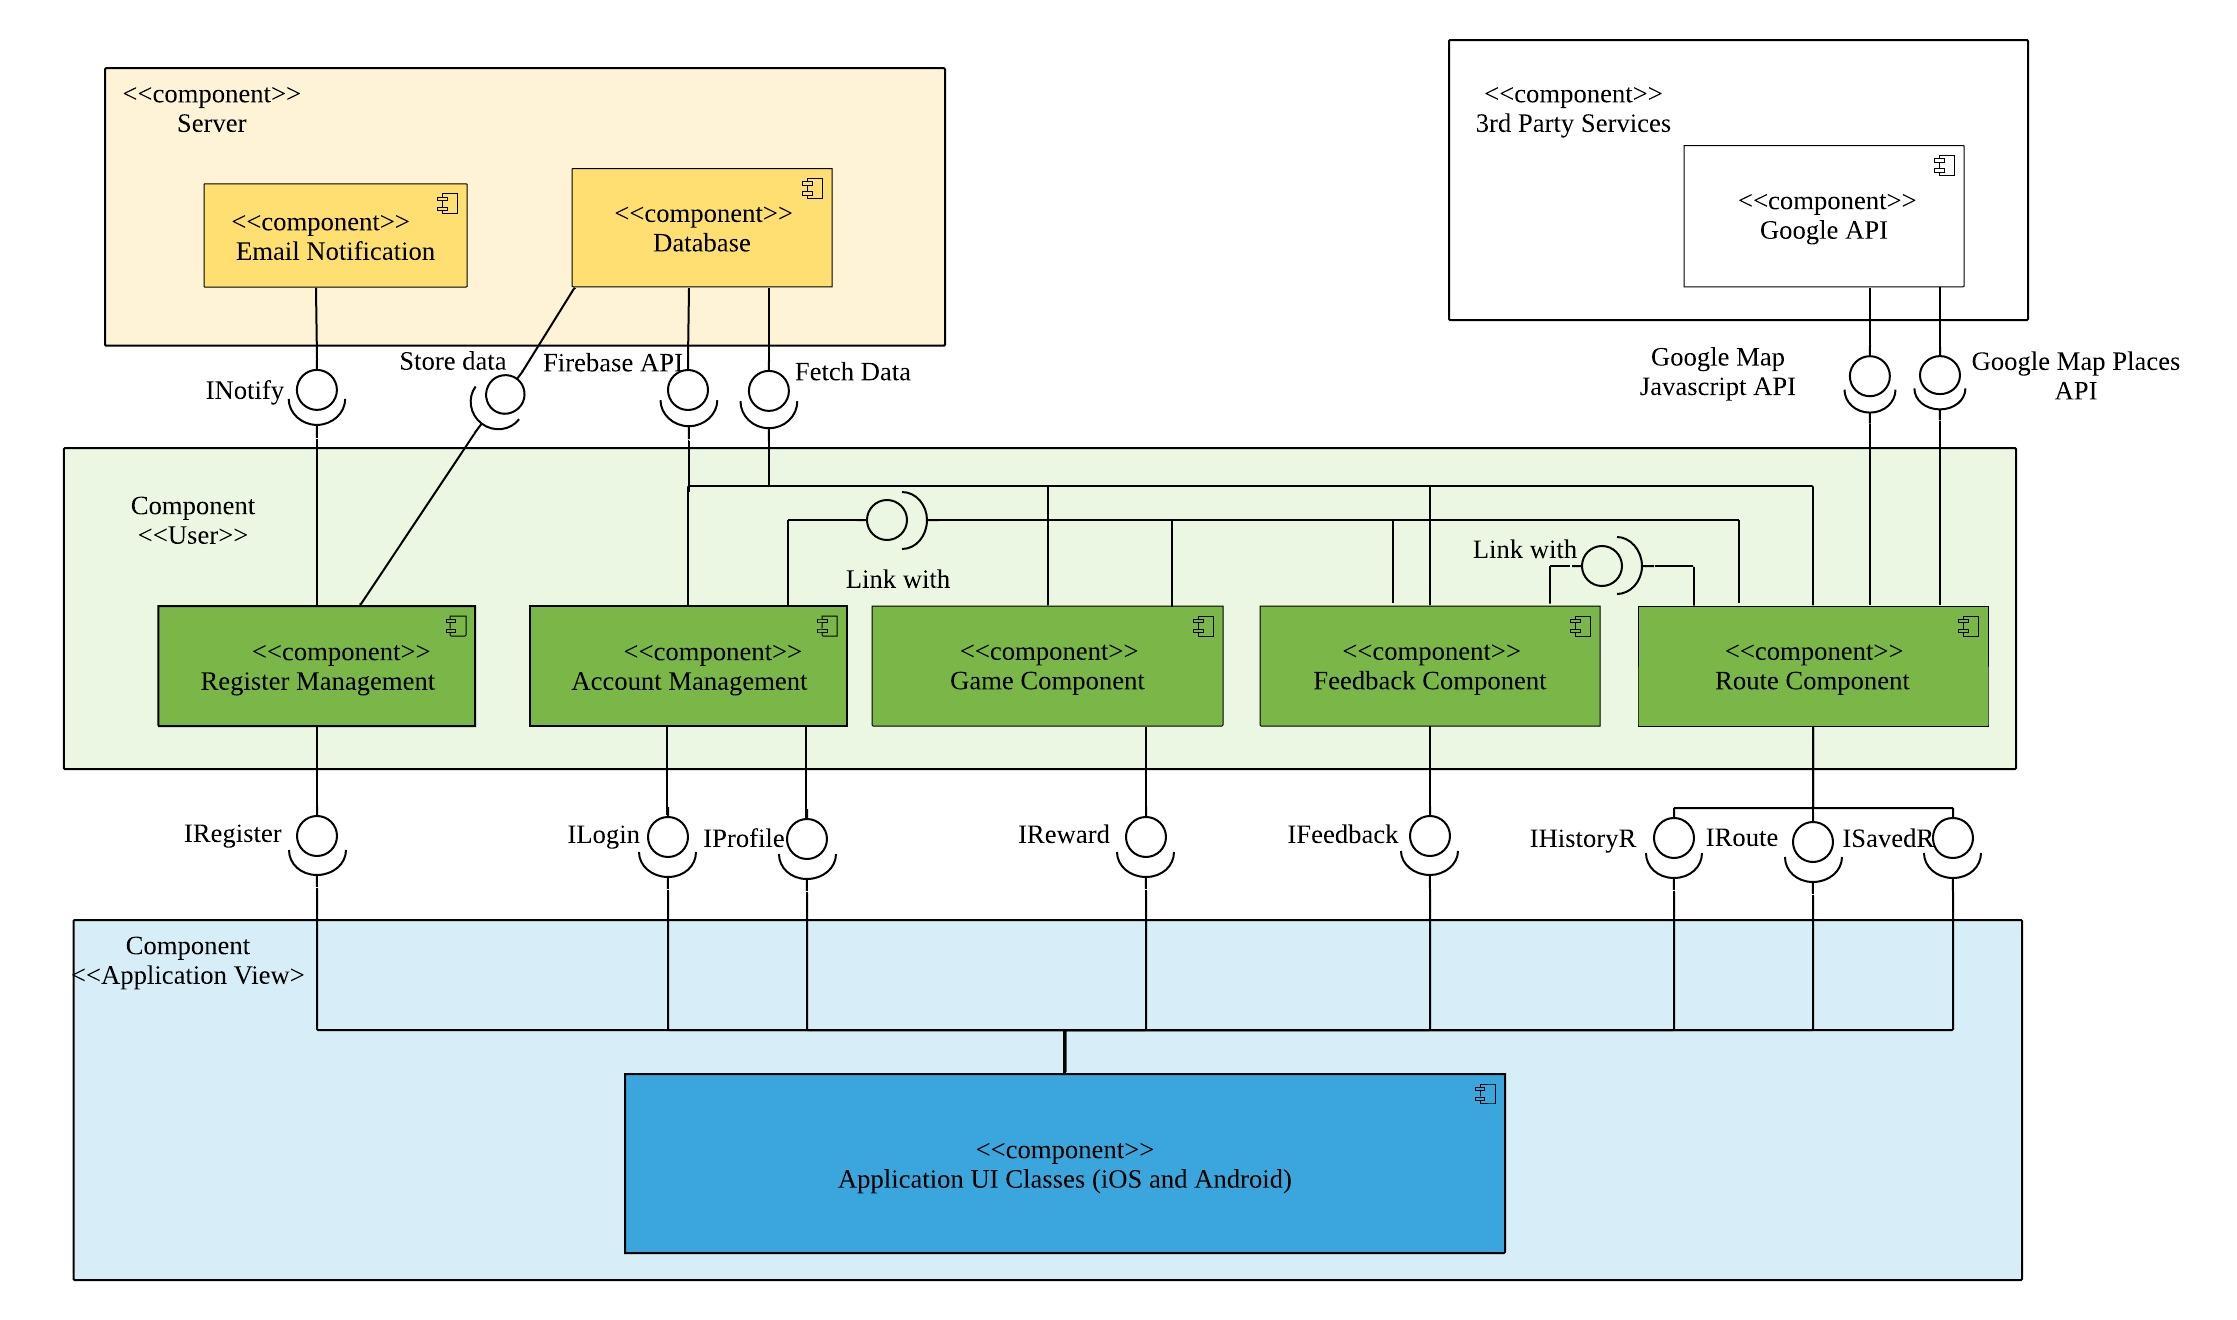 <<component>>
Server
<<component>>
3rd Party Services
<<component>>
Email Notification
<<component>>
Database
<<component>>
Google API
INotify
Store data
Firebase API
Fetch Data
Google Map
Javascript API
Google Map Places
API
Component
<<User>>
Link with
Link with
<<component>>
Register Management
<<component>>
Account Management
<<component>>
Game Component
<<component>>
Feedback Component
<<component>>
Route Component
IRegister
ILogin
IProfile
IReward
IFeedback
IHistoryR
IRoute
ISavedR
Component
<<Application View>
<<component>>
Application UI Classes (iOS and Android)